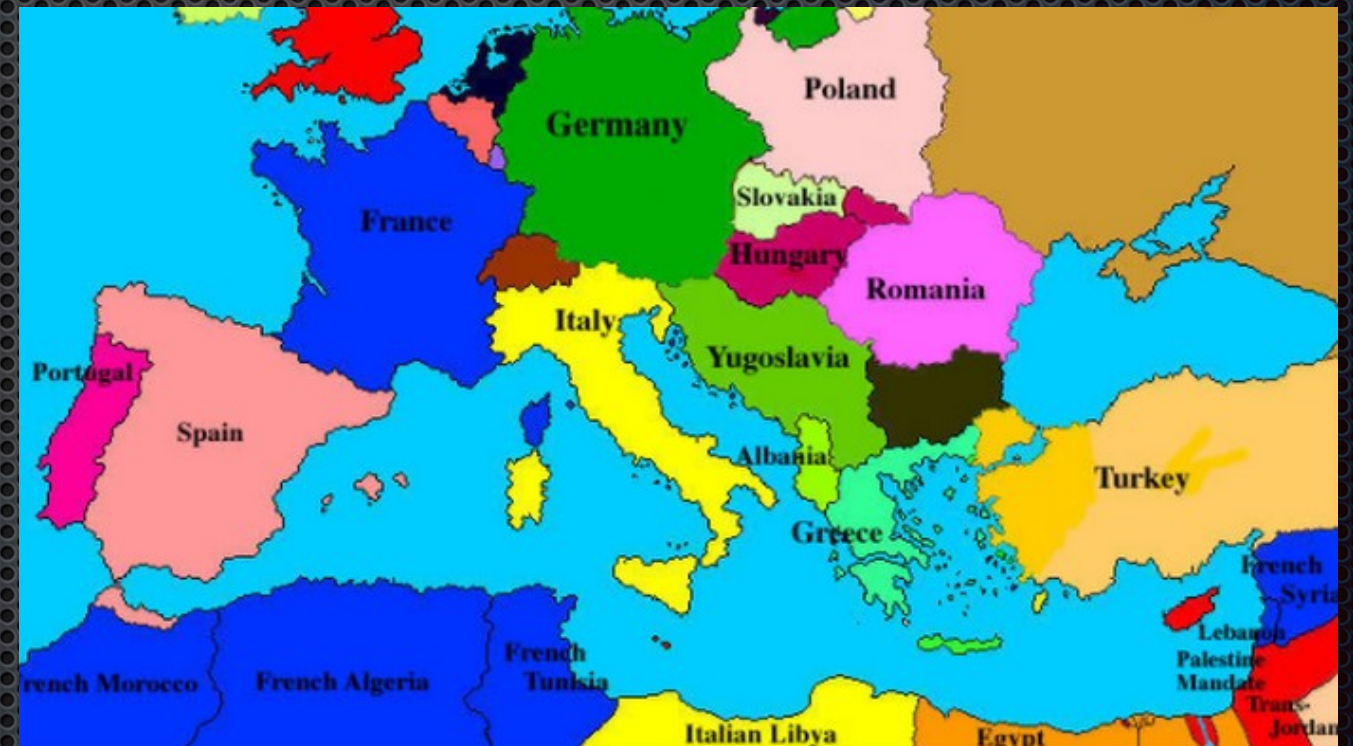 Poland
Germany
Slovakia
France
Hungary
Romania
Italy
Yugoslavia
Portugal
Spain
Albania
Turkey
Greece
French
Syria
Lebanon
Palestine
Mandate
French
Tunisia
rench Morocco
French Algeria
Trans-
Jordan
Italian Libya
Egypt